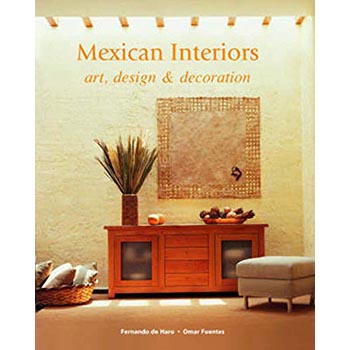 Mexican Interiors
art, design & decoration
Fernando de Haro • Omar Fuentes